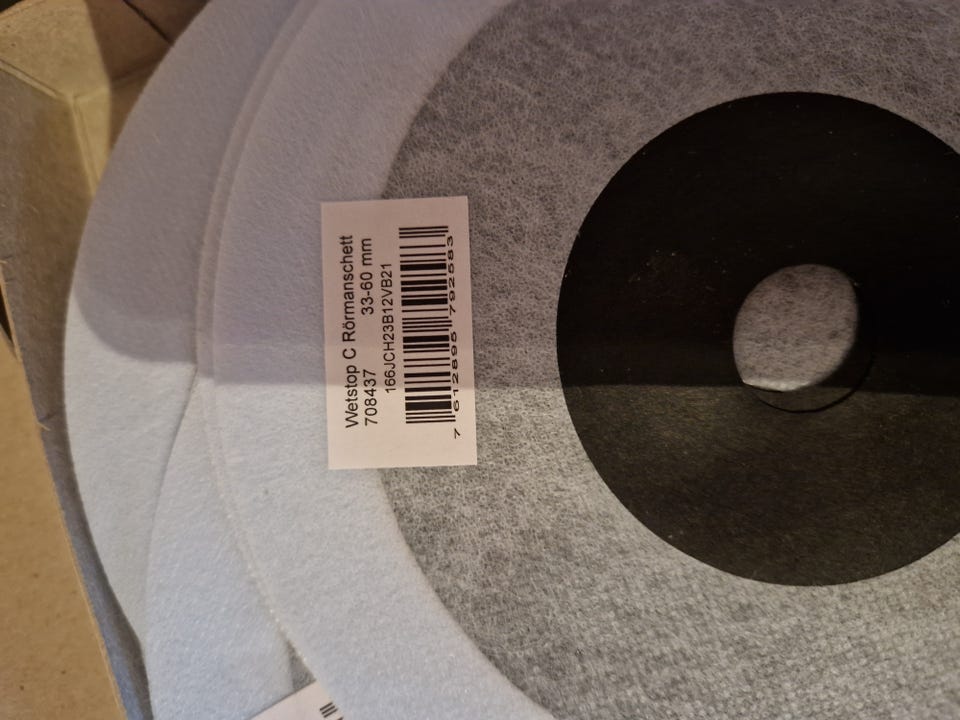 Wetstop C Rörmanschett
708437 33-60 mm
166JCH23B12VB21
7 612895 792583